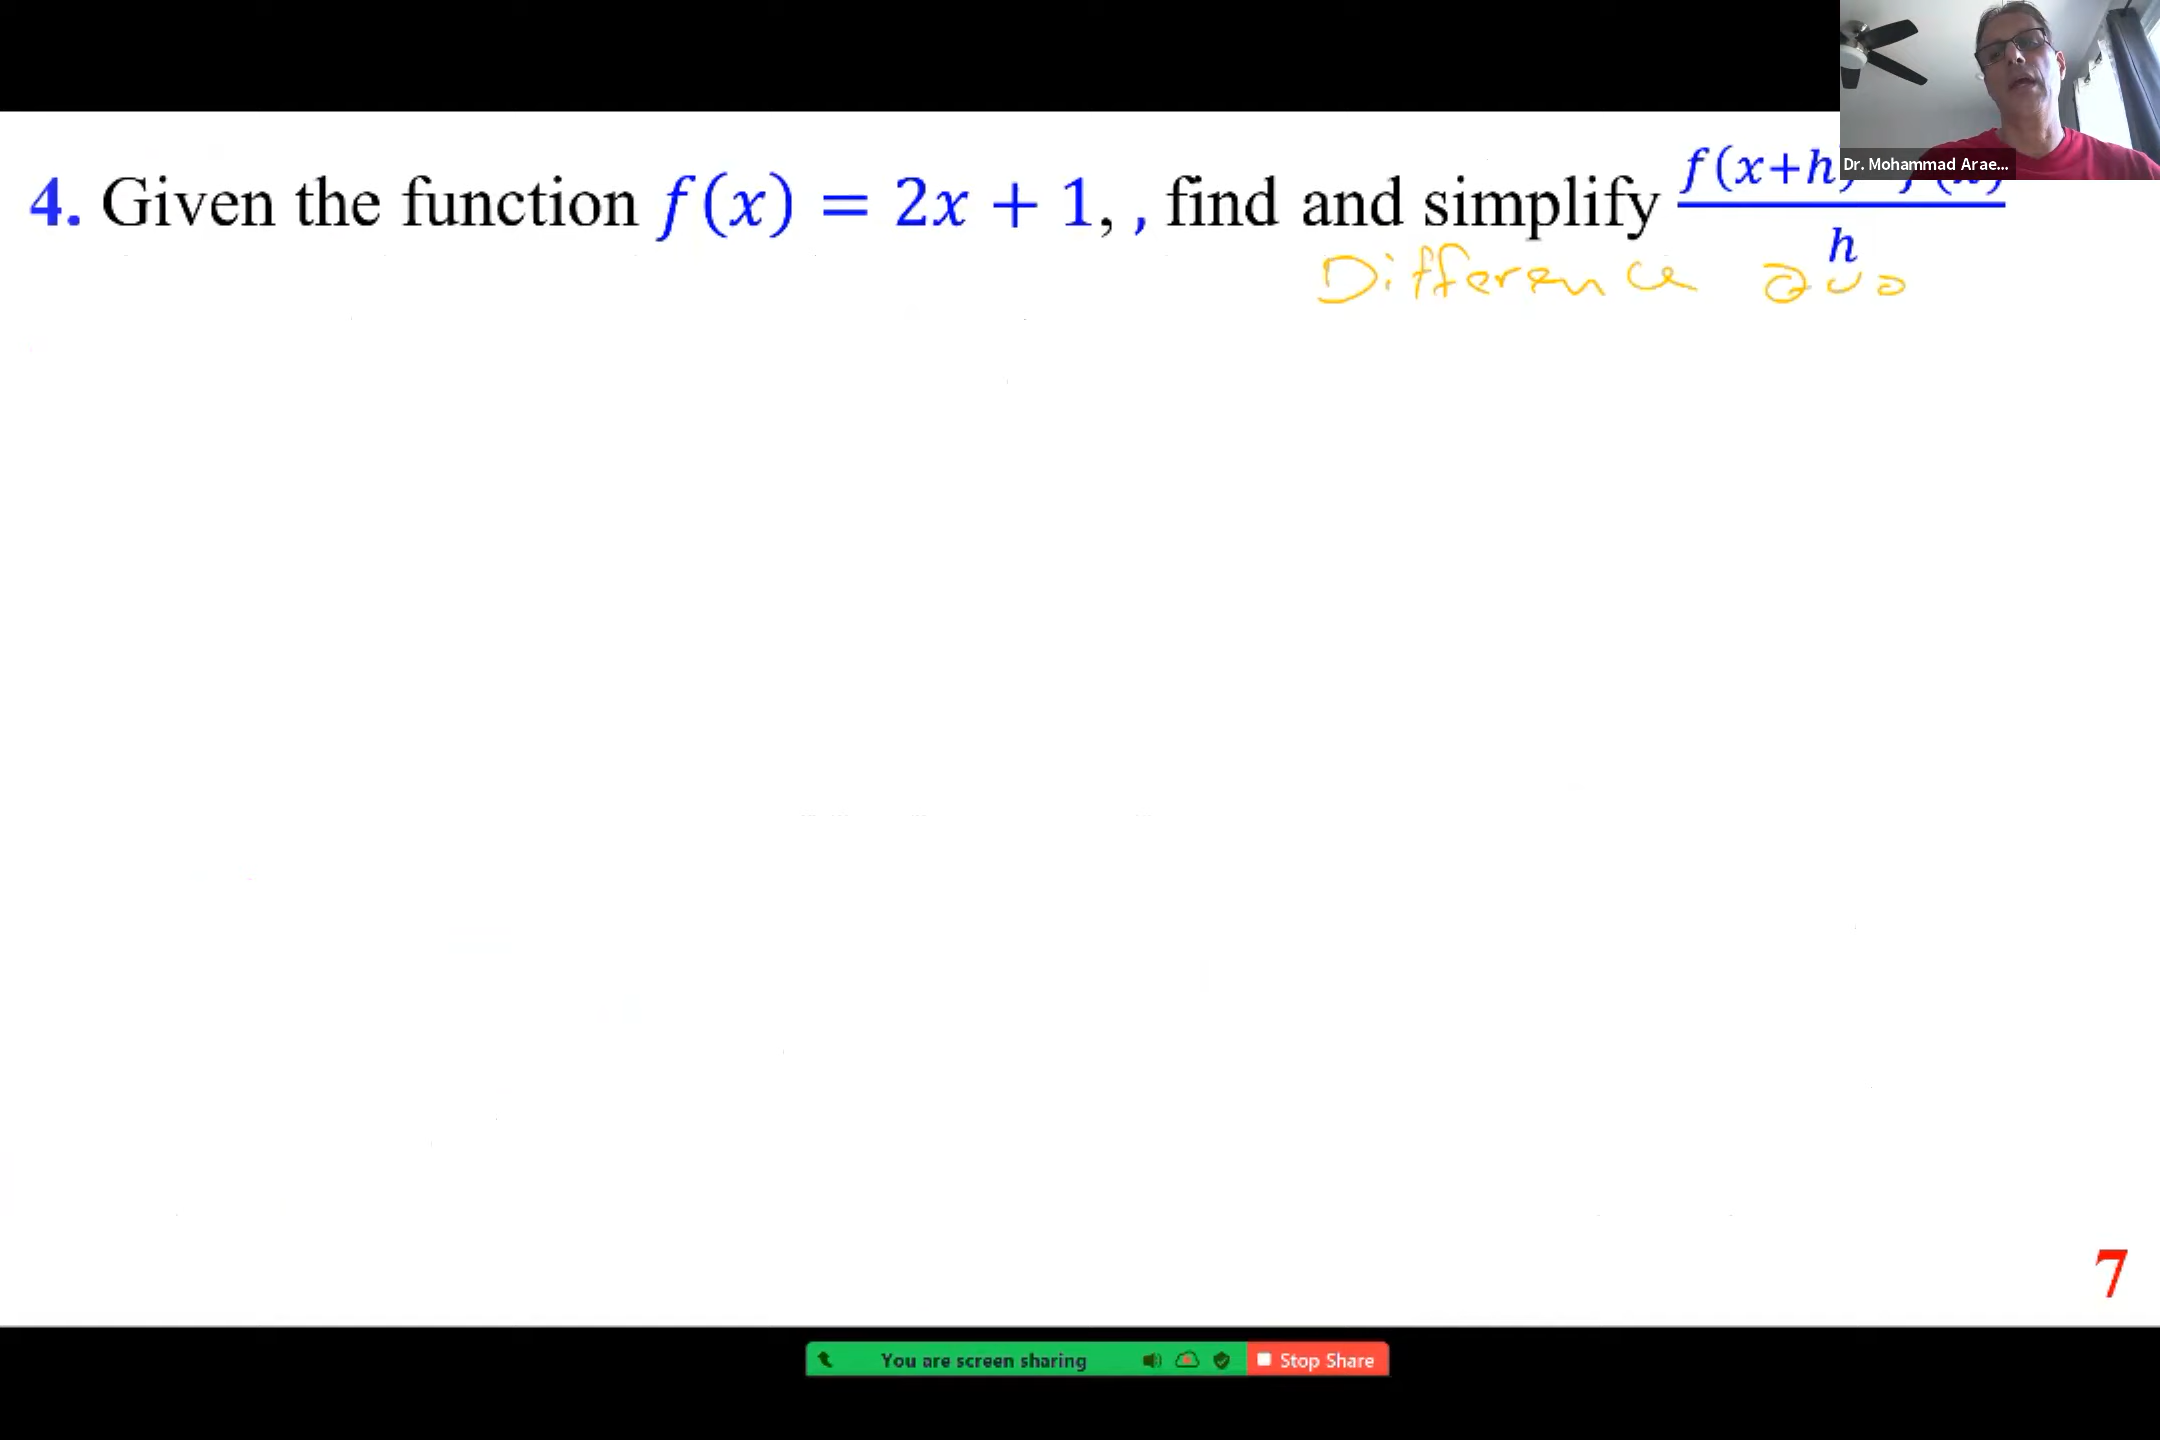 Dr. Mohammad Arae...
4. Given the function f(x) = 2x + 1, , find and simplify f(x+h) - f(x) / h
Difference Quo
7
You are screen sharing Stop Share